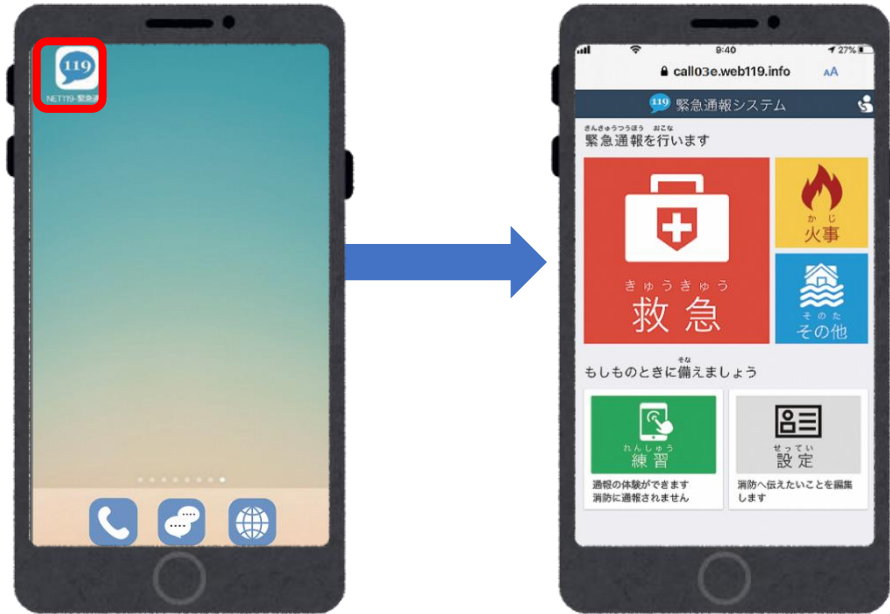 119
NET119-緊急通
9:40
27%
call03e.web119.info
AA
119 緊急通報システム
きんきゅうつうほう おこな
緊急通報を行います
きゅうきゅう
救急
かじ
火事
そのた
その他
そな
もしものときに備えましょう
れんしゅう
練習
通報の体験ができます
消防に通報されません
せってい
設定
消防へ伝えたいことを編集
します